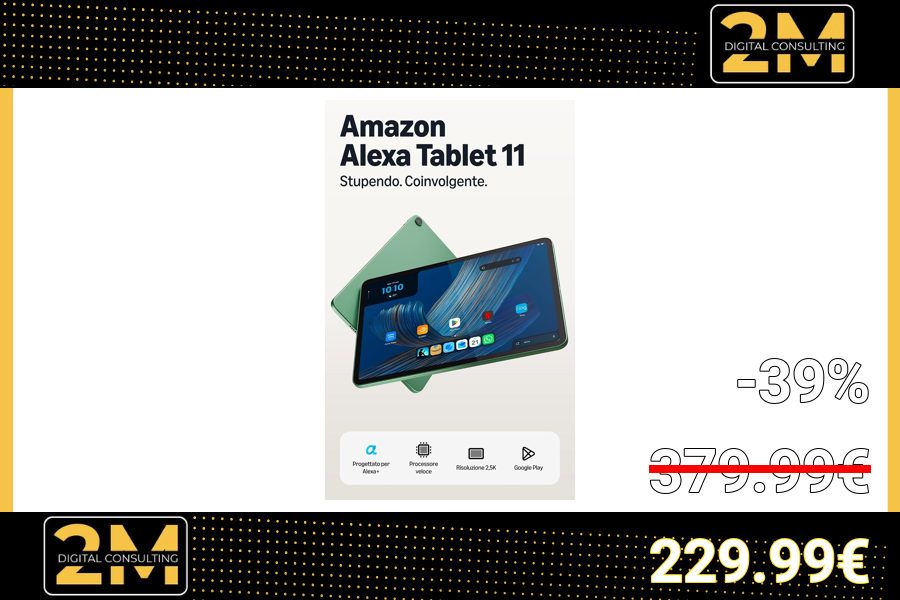 2M
DIGITAL CONSULTING
Amazon
Alexa Tablet 11
Stupendo. Coinvolgente.
10:10
21
Progettato per
Alexa+
Processore
veloce
Risoluzione 2,5K
Google Play
-39%
379.99€
2M
DIGITAL CONSULTING
229.99€